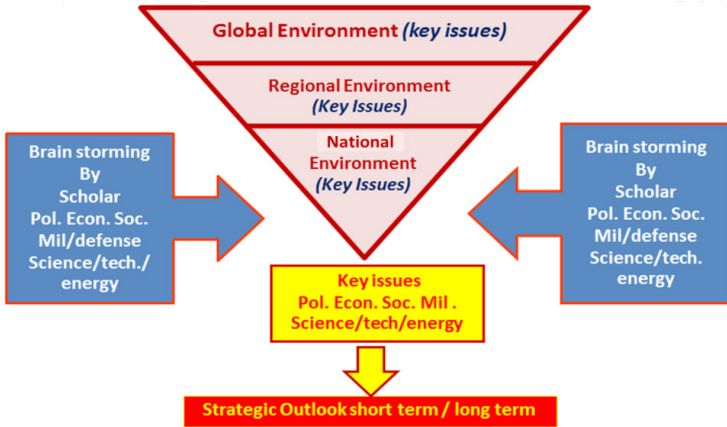 Global Environment (key issues)
Regional Environment
(Key Issues)
National
Environment
(Key Issues)
Brain storming
By
Scholar
Pol. Econ. Soc.
Mil/defense
Science/tech./
energy
Brain storming
By
Scholar
Pol. Econ. Soc.
Mil/defense
Science/tech.
energy
Key issues
Pol. Econ. Soc. Mil .
Science/tech/energy
Strategic Outlook short term / long term